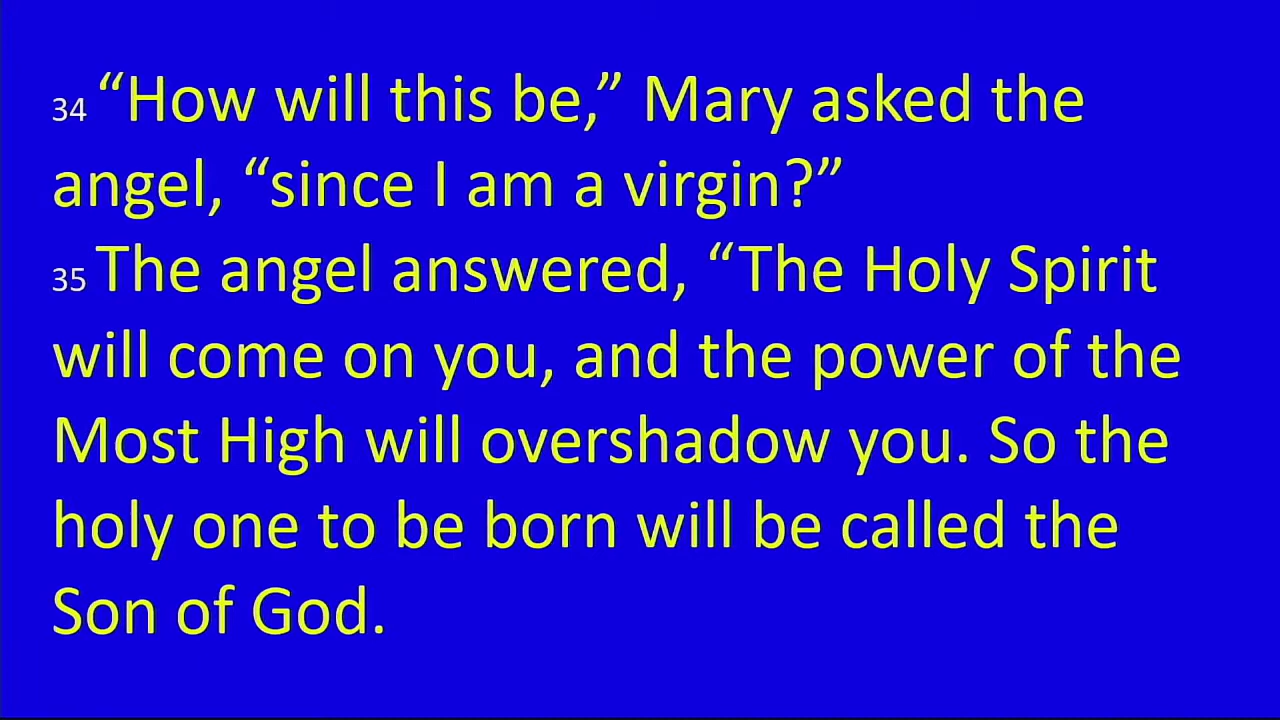 34 “How will this be,” Mary asked the
angel, “since I am a virgin?”
35 The angel answered, “The Holy Spirit
will come on you, and the power of the
Most High will overshadow you. So the
holy one to be born will be called the
Son of God.